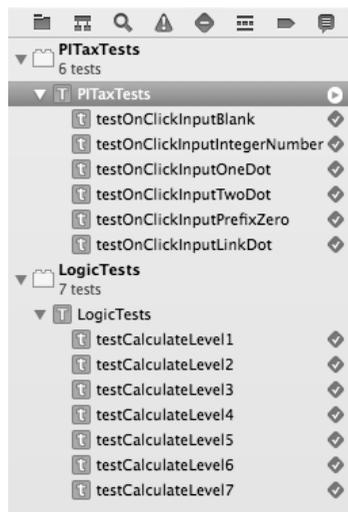 PITaxTests
6 tests
T PITaxTests
t testOnClickInputBlank
t testOnClickInputIntegerNumber
t testOnClickInputOneDot
t testOnClickInputTwoDot
t testOnClickInputPrefixZero
t testOnClickInputLinkDot
LogicTests
7 tests
T LogicTests
t testCalculateLevel1
t testCalculateLevel2
t testCalculateLevel3
t testCalculateLevel4
t testCalculateLevel5
t testCalculateLevel6
t testCalculateLevel7